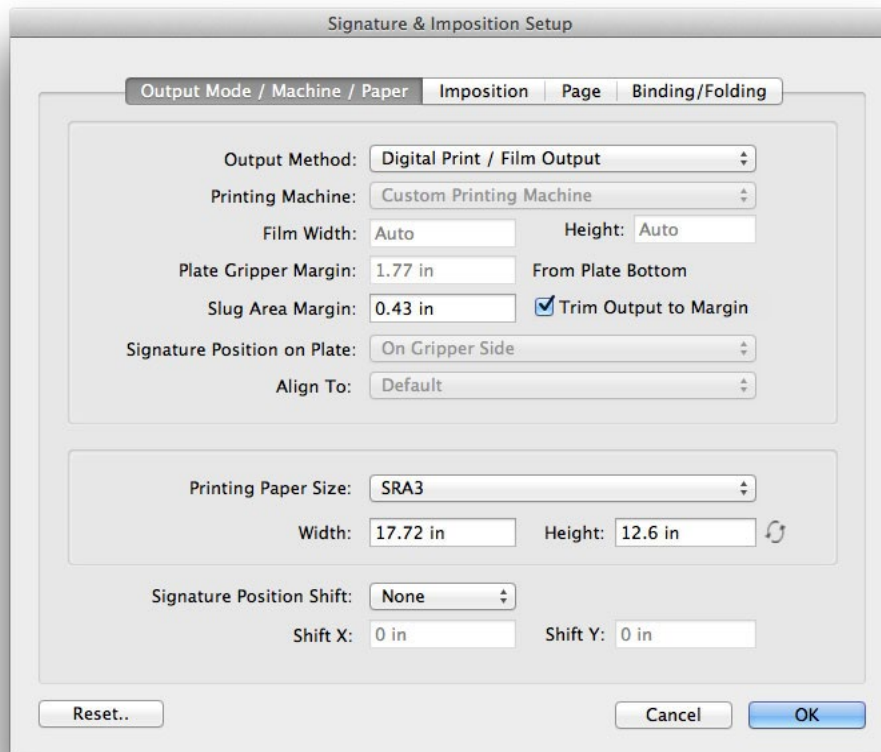 Signature & Imposition Setup
Output Mode / Machine / Paper Imposition Page Binding/Folding
Output Method: Digital Print / Film Output
Printing Machine: Custom Printing Machine
Film Width: Auto Height: Auto
Plate Gripper Margin: 1.77 in From Plate Bottom
Slug Area Margin: 0.43 in Trim Output to Margin
Signature Position on Plate: On Gripper Side
Align To: Default
Printing Paper Size: SRA3
Width: 17.72 in Height: 12.6 in
Signature Position Shift: None
Shift X: 0 in Shift Y: 0 in
Reset.. Cancel OK